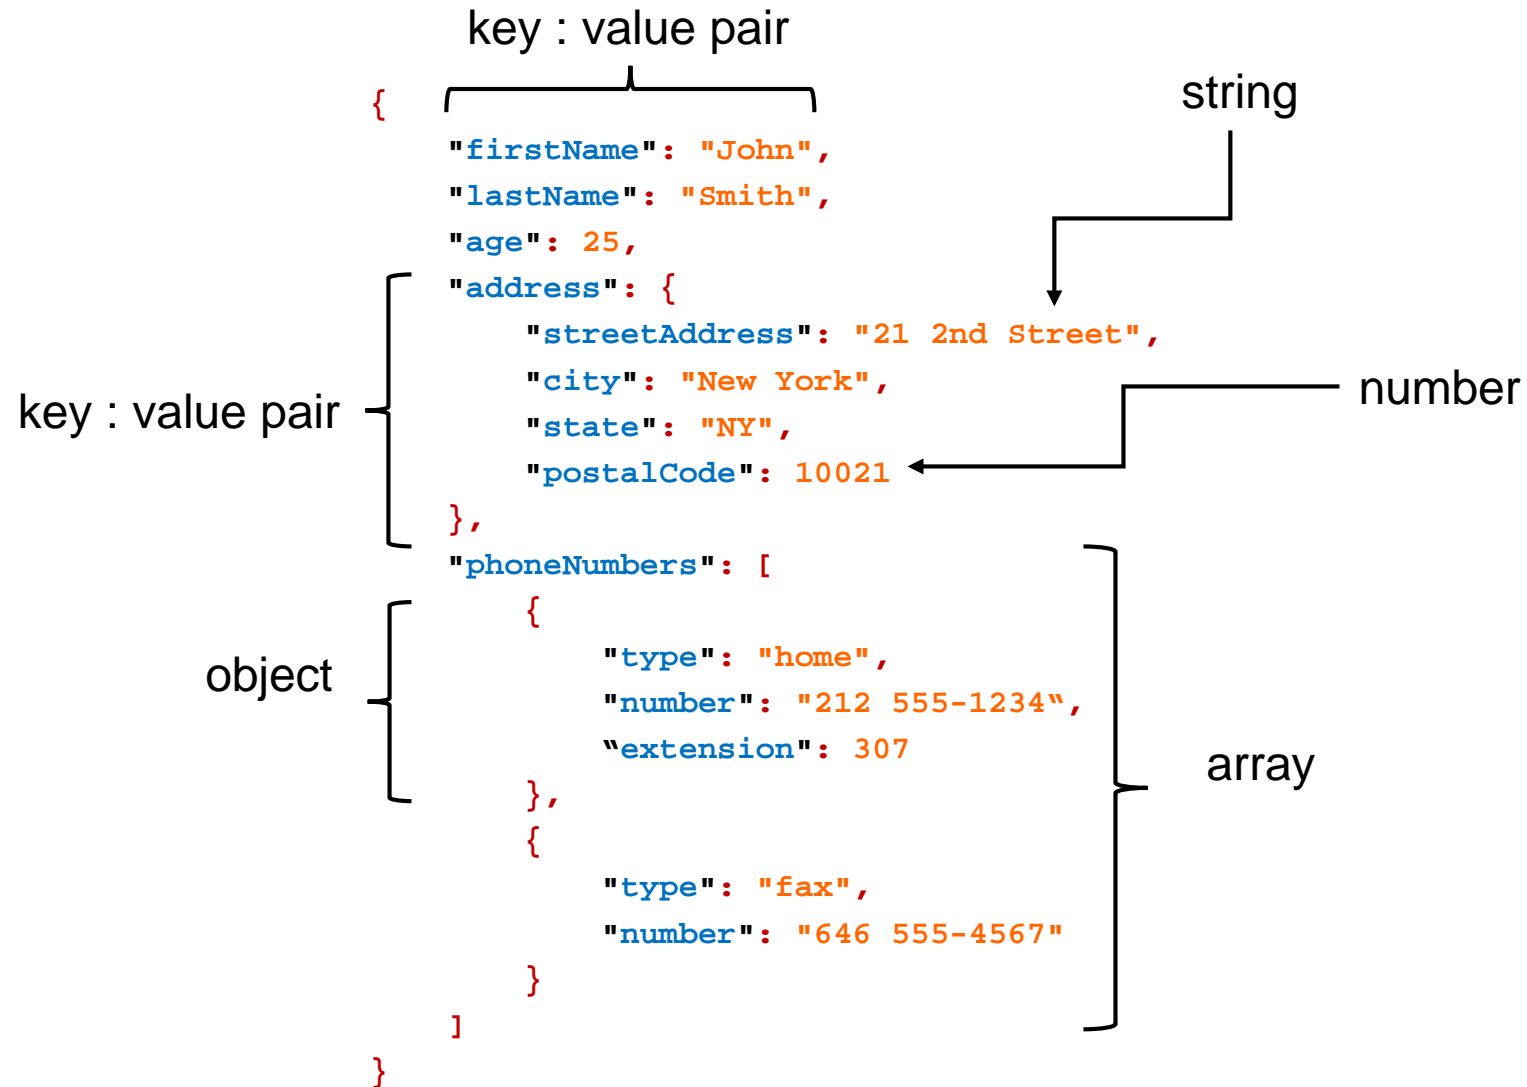 key : value pair
string
{
"firstName": "John",
"lastName": "Smith",
"age": 25,
"address": {
"streetAddress": "21 2nd Street",
"city": "New York",
number
key : value pair
"state": "NY",
"postalCode": 10021
},
"phoneNumbers": [
{
"type": "home",
object
"number": "212 555-1234“,
“extension": 307
array
},
{
"type": "fax",
"number": "646 555-4567"
}
]
}